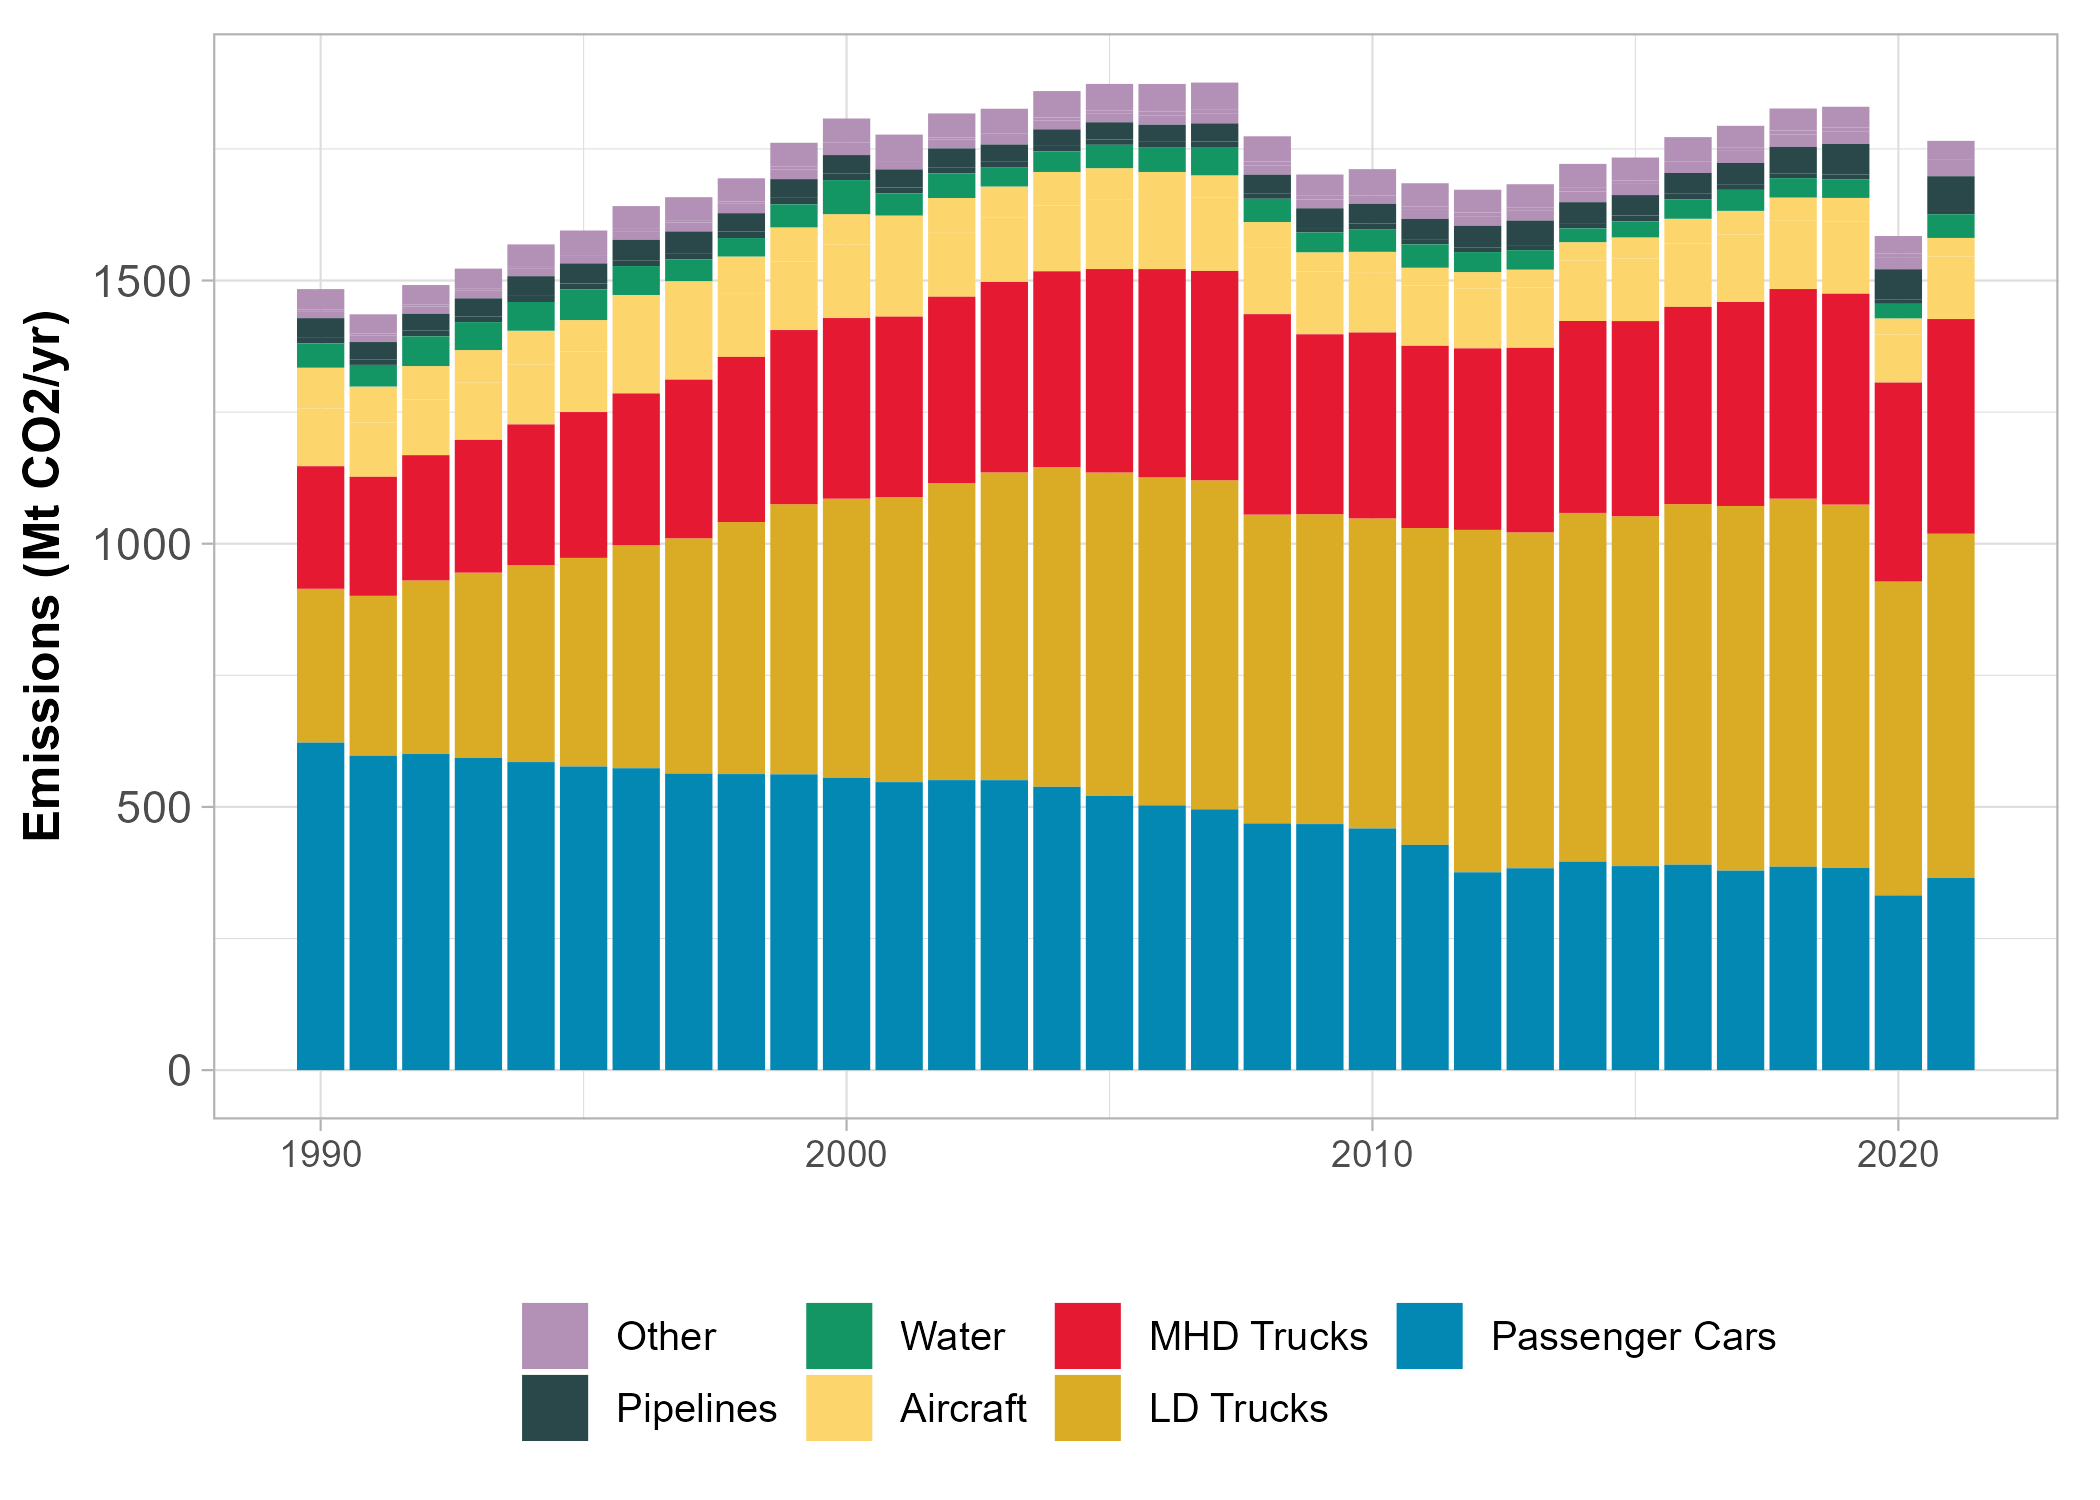 Emissions (Mt CO2/yr)
1500
1000
500
0
1990
2000
2010
2020
Other
Water
MHD Trucks
Passenger Cars
Pipelines
Aircraft
LD Trucks